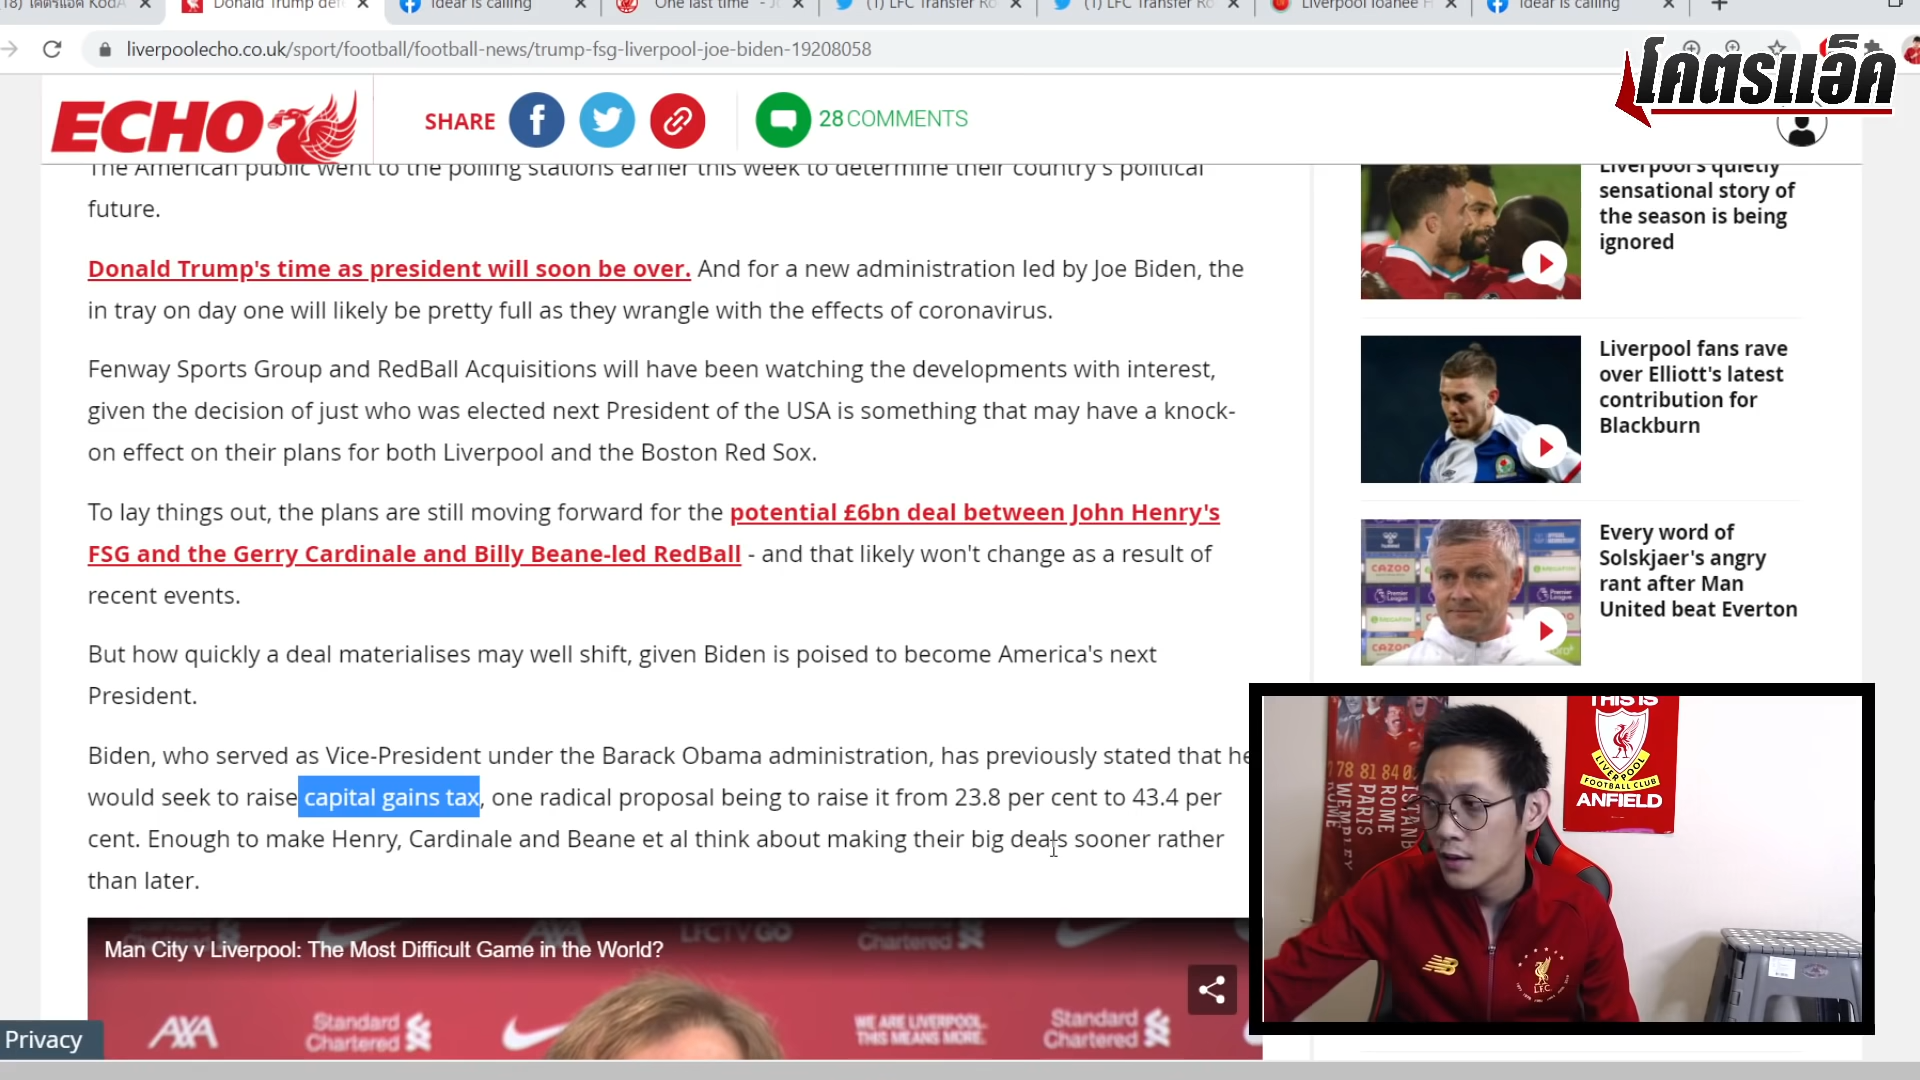 Donald Trump
Idear is calling
One last time
(1) LFC Transfer Ro
(1) LFC Transfer Ro
Liverpool loanee H
Idear is calling
liverpoolecho.co.uk/sport/football/football-news/trump-fsg-liverpool-joe-biden-19208058
โคตรแอ็ค
ECHO
SHARE
28 COMMENTS
The American public went to the polling stations earlier this week to determine their country's political
future.
Donald Trump's time as president will soon be over. And for a new administration led by Joe Biden, the
in tray on day one will likely be pretty full as they wrangle with the effects of coronavirus.
Fenway Sports Group and RedBall Acquisitions will have been watching the developments with interest,
given the decision of just who was elected next President of the USA is something that may have a knock-
on effect on their plans for both Liverpool and the Boston Red Sox.
To lay things out, the plans are still moving forward for the potential £6bn deal between John Henry's
FSG and the Gerry Cardinale and Billy Beane-led RedBall - and that likely won't change as a result of
recent events.
But how quickly a deal materialises may well shift, given Biden is poised to become America's next
President.
Biden, who served as Vice-President under the Barack Obama administration, has previously stated that he
would seek to raise capital gains tax, one radical proposal being to raise it from 23.8 per cent to 43.4 per
cent. Enough to make Henry, Cardinale and Beane et al think about making their big deals sooner rather
than later.
Man City v Liverpool: The Most Difficult Game in the World?
LFCTV GO
Chartered
AXA
Standard
Chartered
WE ARE LIVERPOOL
THIS MEANS MORE.
Standard
Chartered
Privacy
Liverpool's quietly
sensational story of
the season is being
ignored
Liverpool fans rave
over Elliott's latest
contribution for
Blackburn
Every word of
Solskjaer's angry
rant after Man
United beat Everton
CAZOO
Premier
League
CAZOO
THIS IS
LIVERPOOL
FOOTBALL CLUB
ANFIELD
78 81 84 05
WEMBLEY
PARIS
ROME
ISTANB
L.F.C.